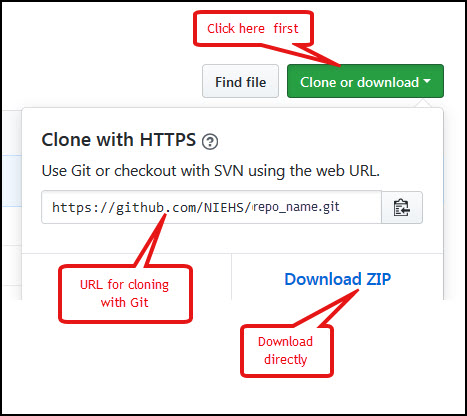 Click here first
Find file
Clone or download
Clone with HTTPS ?
Use Git or checkout with SVN using the web URL.
https://github.com/NIEHS/repo_name.git
URL for cloning
with Git
Download ZIP
Download
directly